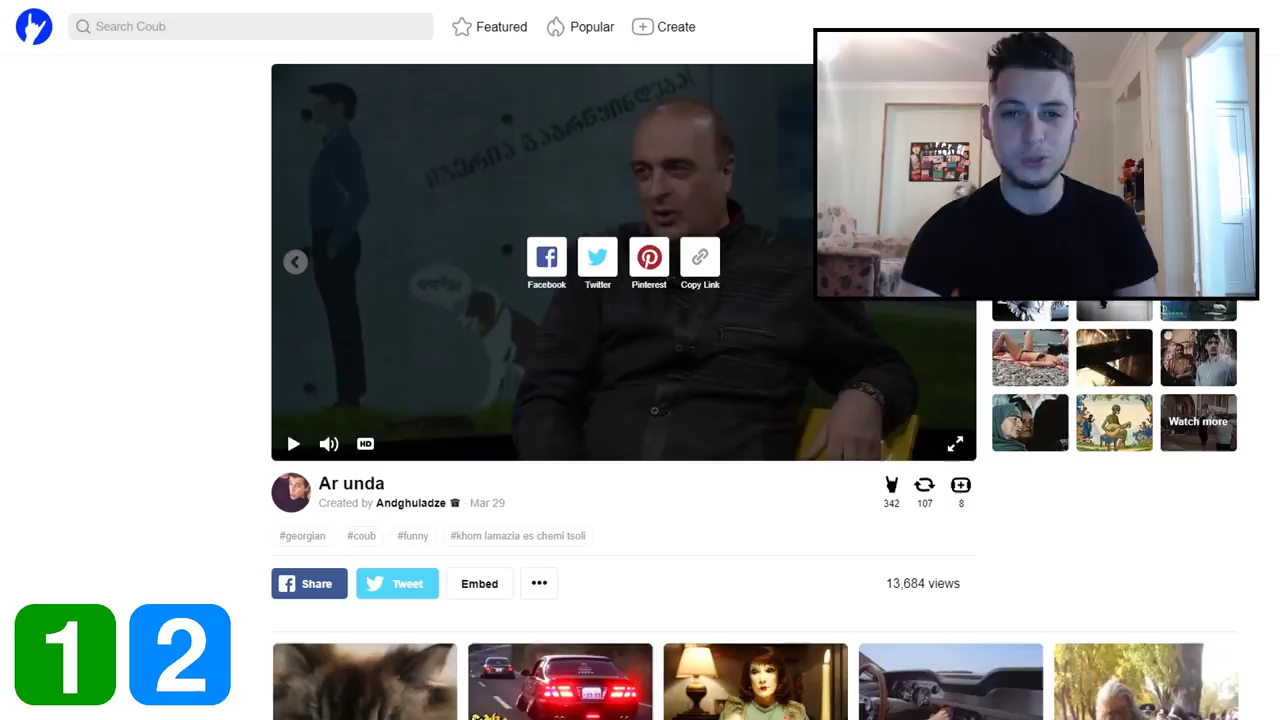 Search Coub
Featured
Popular
Create
Facebook
Twitter
Pinterest
Copy Link
HD
Watch more
Ar unda
Created by Andghuladze ☎ · Mar 29
342
107
8
#georgian
#coub
#funny
#khom lamazia es chemi tsoli
Share
Tweet
Embed
•••
13,684 views
1
2